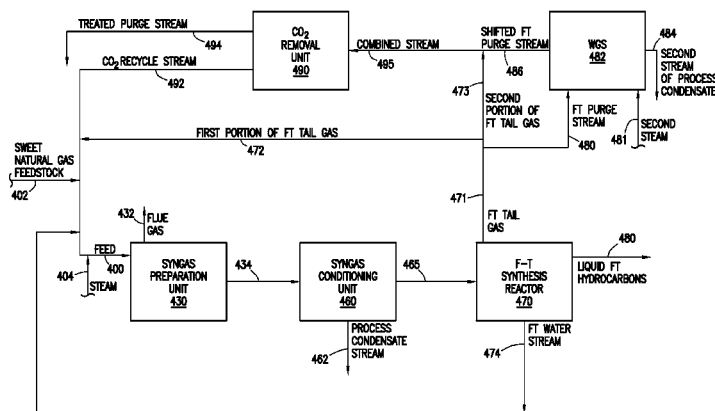 TREATED PURGE STREAM
494
CO2 RECYCLE STREAM
492
CO2
REMOVAL
UNIT
490
COMBINED STREAM
495
SHIFTED FT
PURGE STREAM
486
WGS
482
484
SECOND
STREAM
OF PROCESS
CONDENSATE
473
SECOND
PORTION OF
FT TAIL GAS
FT PURGE
STREAM
480
481
SECOND
STEAM
FIRST PORTION OF FT TAIL GAS
472
SWEET
NATURAL GAS
FEEDSTOCK
402
471
FT TAIL
GAS
432
FLUE
GAS
FEED
400
404
STEAM
SYNGAS
PREPARATION
UNIT
430
434
SYNGAS
CONDITIONING
UNIT
460
465
F-T
SYNTHESIS
REACTOR
470
480
LIQUID FT
HYDROCARBONS
PROCESS
CONDENSATE
STREAM
462
FT WATER
STREAM
474